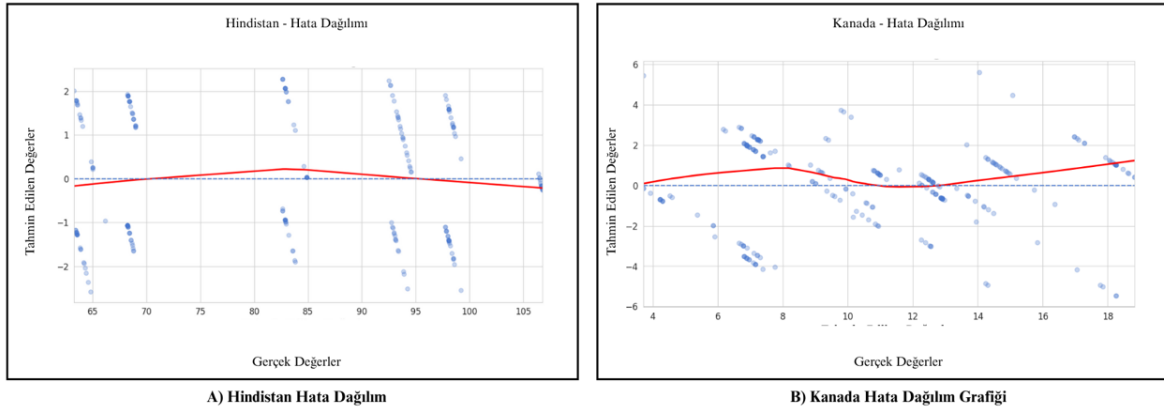 Hindistan - Hata Dağılımı
Tahmin Edilen Değerler
2
1
0
−1
−2
65 70 75 80 85 90 95 100 105
Gerçek Değerler
A) Hindistan Hata Dağılım
Kanada - Hata Dağılımı
Tahmin Edilen Değerler
6
4
2
0
−2
−4
−6
4 6 8 10 12 14 16 18
Gerçek Değerler
B) Kanada Hata Dağılım Grafiği